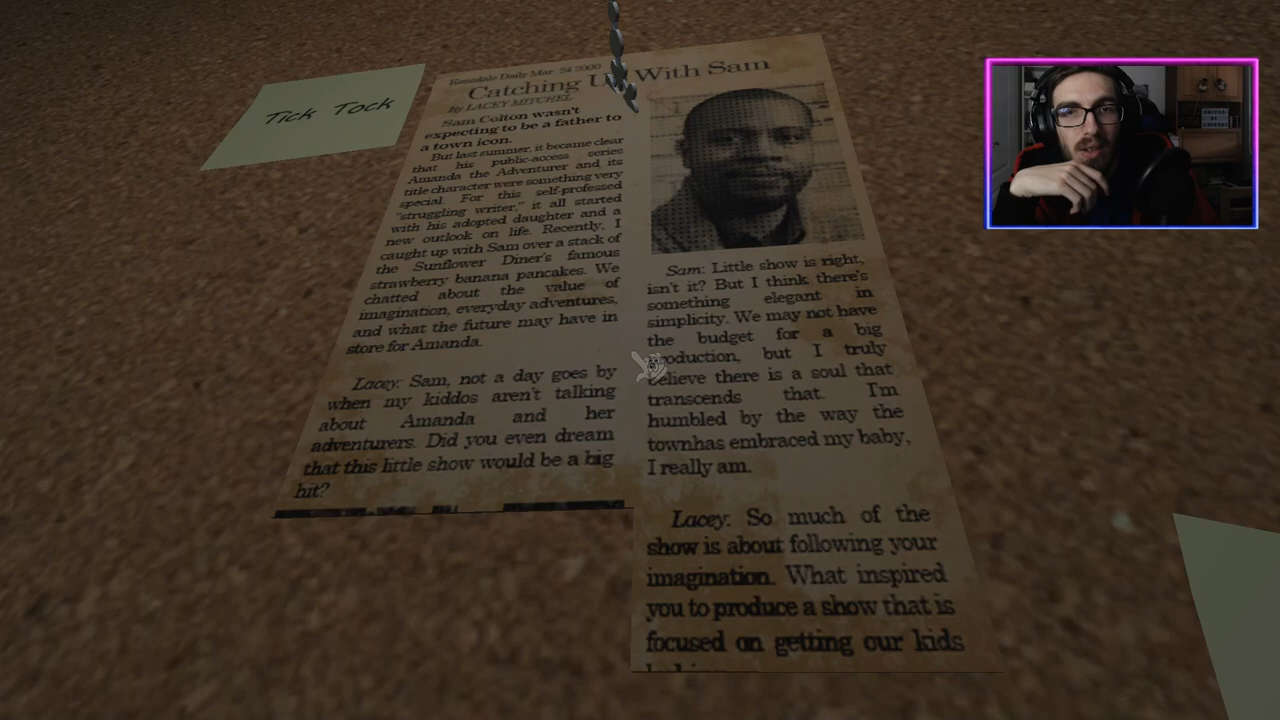 Tick Tock
Kensdale Daily Mar. 24 2000
Catching Up With Sam
By LACEY MITCHEL
Sam Colton wasn't
expecting to be a father to
a town icon.
But last summer, it became clear
that his public-access series
Amanda the Adventurer and its
title character were something very
special. For this self-professed
"struggling writer," it all started
with his adopted daughter and a
new outlook on life. Recently, I
caught up with Sam over a stack of
the Sunflower Diner's famous
strawberry banana pancakes. We
chatted about the value of
imagination, everyday adventures,
and what the future may have in
store for Amanda.
Lacey: Sam, not a day goes by
when my kiddos aren't talking
about Amanda and her
adventurers. Did you even dream
that this little show would be a big
hit?
Sam: Little show is right,
isn't it? But I think there's
something elegant in
simplicity. We may not have
the budget for a big
production, but I truly
believe there is a soul that
transcends that. I'm
humbled by the way the
townhas embraced my baby,
I really am.
Lacey: So much of the
show is about following your
imagination. What inspired
you to produce a show that is
focused on getting our kids